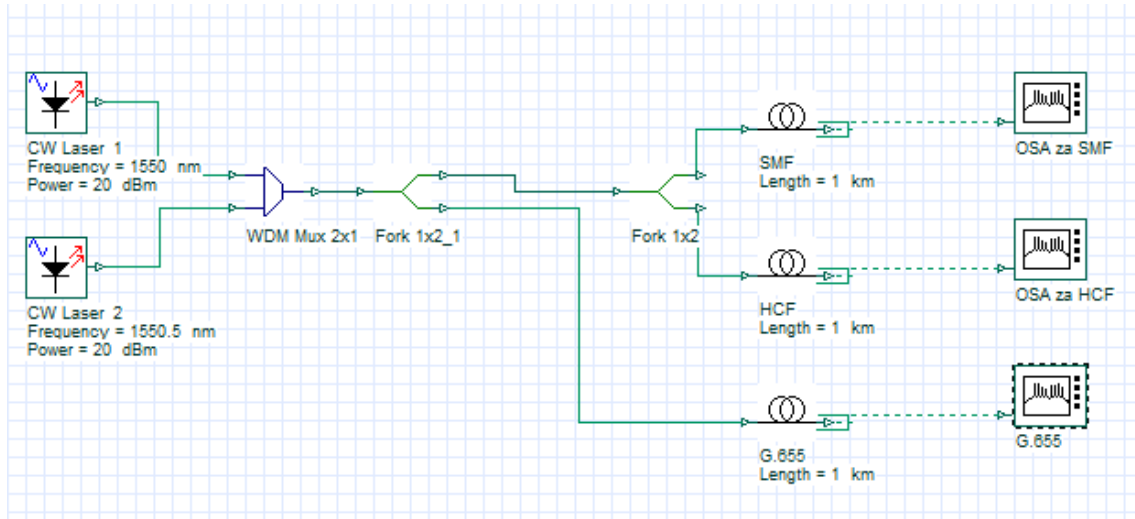 CW Laser 1
Frequency = 1550 nm
Power = 20 dBm
CW Laser 2
Frequency = 1550.5 nm
Power = 20 dBm
WDM Mux 2x1
Fork 1x2_1
Fork 1x2
SMF
Length = 1 km
OSA za SMF
HCF
Length = 1 km
OSA za HCF
G.655
Length = 1 km
G.655